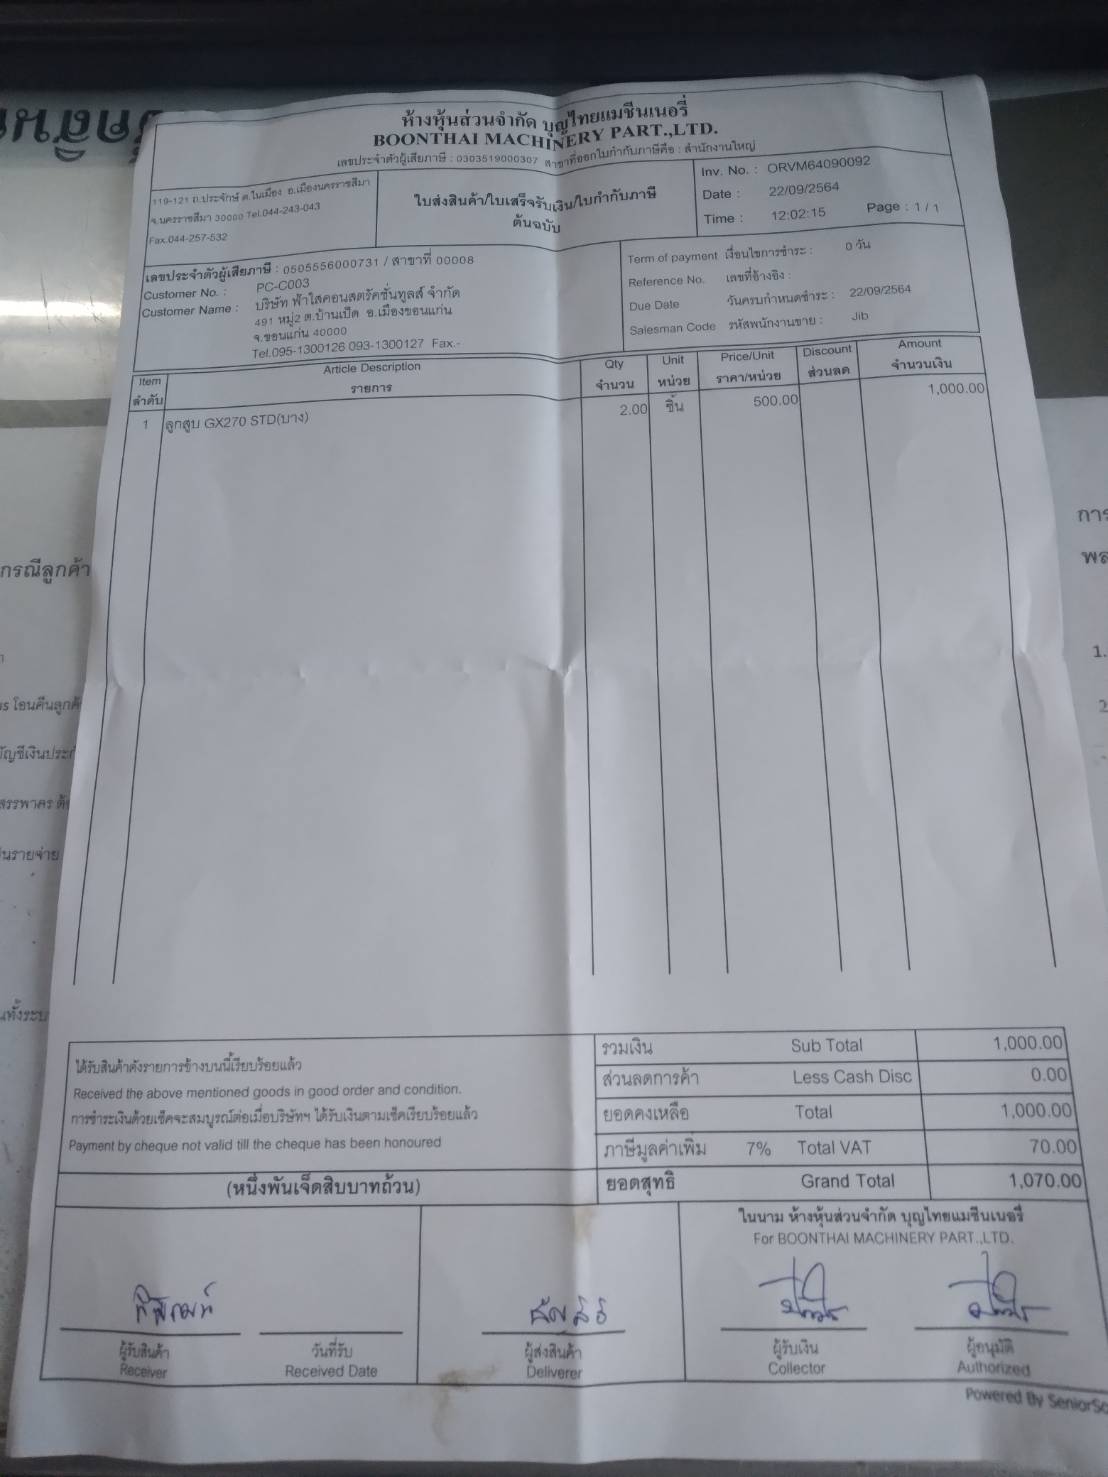 ห้างหุ้นส่วนจำกัด บุญไทยแมชีนเนอรี่
BOONTHAI MACHINERY PART.,LTD.
เลขประจำตัวผู้เสียภาษี : 0303519000307 สาขาที่ออกใบกำกับภาษีคือ : สำนักงานใหญ่
119-121 ถ.ประจักษ์ ต.ในเมือง อ.เมืองนครราชสีมา
จ.นครราชสีมา 30000 Tel.044-243-043
Fax.044-257-532
ใบส่งสินค้า/ใบเสร็จรับเงิน/ใบกำกับภาษี
ต้นฉบับ
Inv. No. : ORVM64090092
Date : 22/09/2564
Time : 12:02:15 Page : 1 / 1
เลขประจำตัวผู้เสียภาษี : 0505556000731 / สาขาที่ 00008
Customer No. : PC-C003
Customer Name : บริษัท ฟ้าใสคอนสตรัคชั่นทูลส์ จำกัด
491 หมู่2 ต.บ้านเป็ด อ.เมืองขอนแก่น
จ.ขอนแก่น 40000
Tel.095-1300126 093-1300127 Fax.-
Term of payment เงื่อนไขการชำระ : 0 วัน
Reference No. เลขที่อ้างอิง :
Due Date วันครบกำหนดชำระ : 22/09/2564
Salesman Code รหัสพนักงานขาย : Jib
Item Article Description Qty Unit Price/Unit Discount Amount
ลำดับ รายการ จำนวน หน่วย ราคา/หน่วย ส่วนลด จำนวนเงิน
1 ลูกสูบ GX270 STD(บาง) 2.00 ชิ้น 500.00 1,000.00
ได้รับสินค้าดังรายการข้างบนนี้เรียบร้อยแล้ว
Received the above mentioned goods in good order and condition.
การชำระเงินด้วยเช็คจะสมบูรณ์ต่อเมื่อบริษัทฯ ได้รับเงินตามเช็คเรียบร้อยแล้ว
Payment by cheque not valid till the cheque has been honoured
รวมเงิน Sub Total 1,000.00
ส่วนลดการค้า Less Cash Disc 0.00
ยอดคงเหลือ Total 1,000.00
ภาษีมูลค่าเพิ่ม 7% Total VAT 70.00
(หนึ่งพันเจ็ดสิบบาทถ้วน) ยอดสุทธิ Grand Total 1,070.00
ในนาม ห้างหุ้นส่วนจำกัด บุญไทยแมชีนเนอรี่
For BOONTHAI MACHINERY PART.,LTD.
ผู้รับสินค้า วันที่รับ ผู้ส่งสินค้า ผู้รับเงิน ผู้อนุมัติ
Receiver Received Date Deliverer Collector Authorized
Powered By
กรณีลูกค้า
โอนคืนลูกค้
นรายจ่าย
การ
1.
2